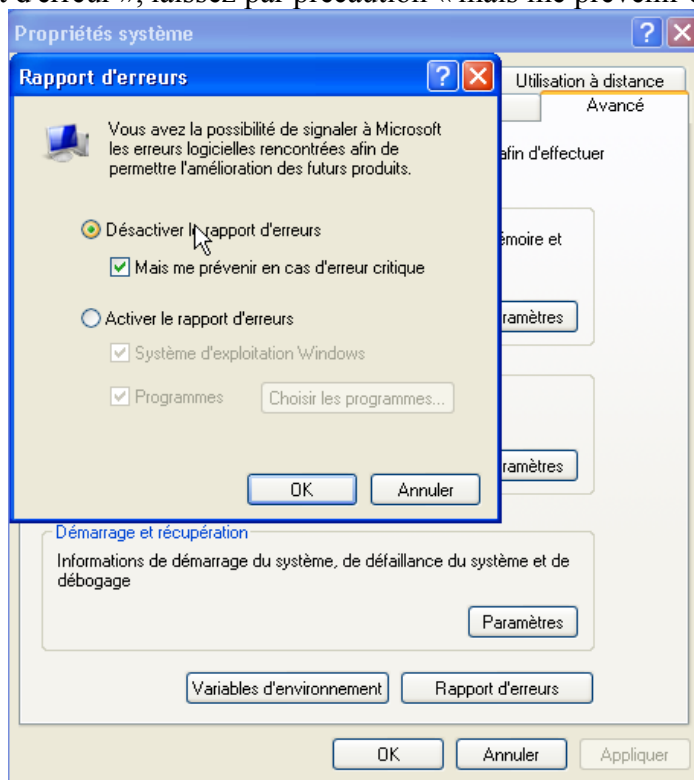 t d'erreur », laissez par précaution « mais me prévenir
Propriétés système
Rapport d'erreurs
Utilisation à distance
Avancé
Vous avez la possibilité de signaler à Microsoft
les erreurs logicielles rencontrées afin de
permettre l'amélioration des futurs produits.
afin d'effectuer
Désactiver le rapport d'erreurs
émoire et
Mais me prévenir en cas d'erreur critique
Activer le rapport d'erreurs
ramètres
Système d'exploitation Windows
Programmes
Choisir les programmes...
ramètres
OK
Annuler
Démarrage et récupération
Informations de démarrage du système, de défaillance du système et de
débogage
Paramètres
Variables d'environnement
Rapport d'erreurs
OK
Annuler
Appliquer